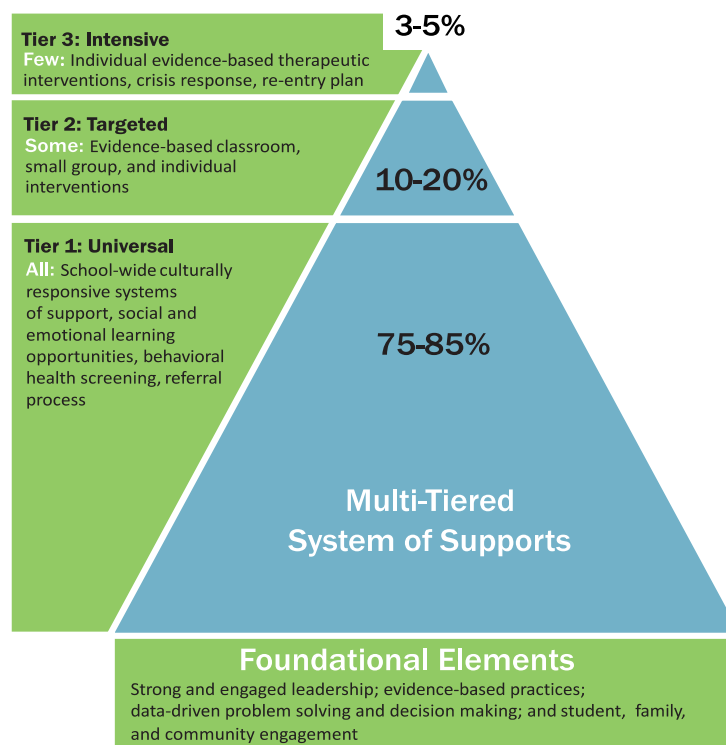 3-5%
Tier 3: Intensive
Few: Individual evidence-based therapeutic
interventions, crisis response, re-entry plan
Tier 2: Targeted
Some: Evidence-based classroom,
small group, and individual
interventions
10-20%
Tier 1: Universal
All: School-wide culturally
responsive systems
of support, social and
emotional learning
opportunities, behavioral
health screening, referral
process
75-85%
Multi-Tiered
System of Supports
Foundational Elements
Strong and engaged leadership; evidence-based practices;
data-driven problem solving and decision making; and student, family,
and community engagement